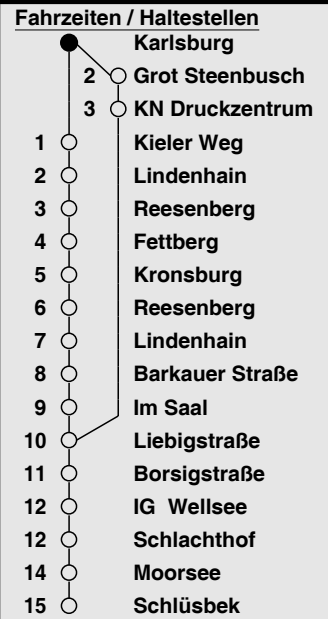 Fahrzeiten / Haltestellen
Karlsburg
2 Grot Steenbusch
3 KN Druckzentrum
1 Kieler Weg
2 Lindenhain
3 Reesenberg
4 Fettberg
5 Kronsburg
6 Reesenberg
7 Lindenhain
8 Barkauer Straße
9 Im Saal
10 Liebigstraße
11 Borsigstraße
12 IG Wellsee
12 Schlachthof
14 Moorsee
15 Schlüsbek